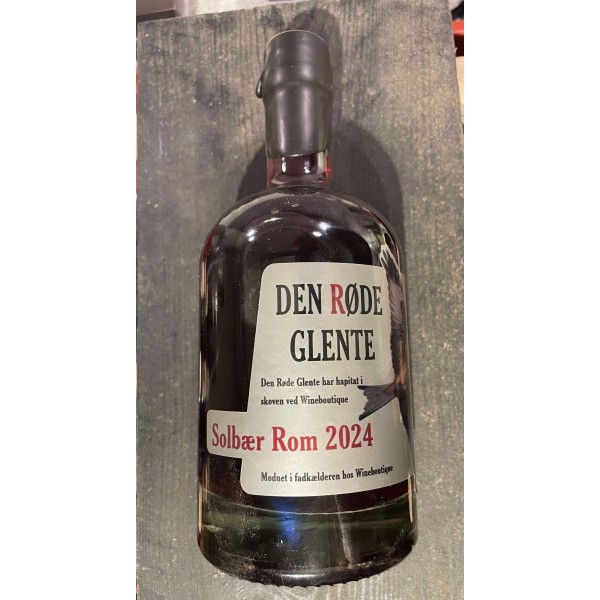 DEN RØDE
GLENTE
Den Røde Glente har hapitat i
skoven ved Wineboutique
Solbær Rom 2024
Modnet i fadkælderen hos Wineboutique